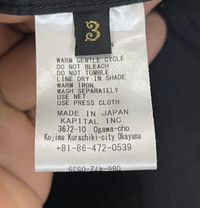 3
WARM GENTLE CYCLE
DO NOT BLEACH
DO NOT TUMBLE
LINE DRY IN SHADE
WARM IRON
WASH SEPARATELY
USE NET
USE PRESS CLOTH
MADE IN JAPAN
KAPITAL INC.
3672-10 Ogawa-cho
Kojima Kurashiki-city Okayama
+81-86-472-0539